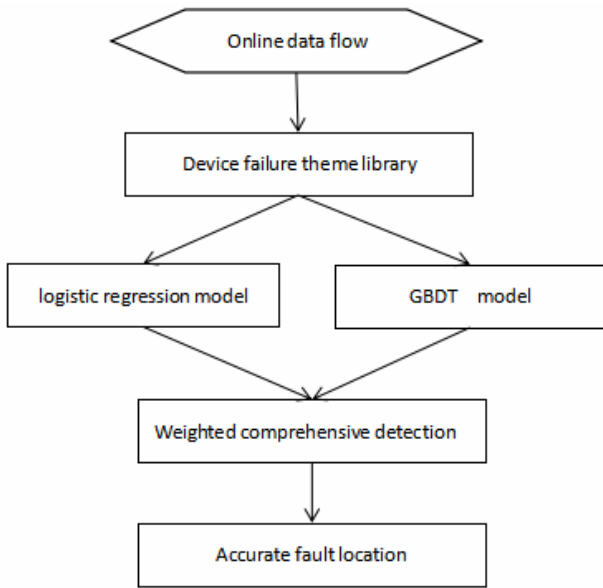 Online data flow
Device failure theme library
logistic regression model
GBDT model
Weighted comprehensive detection
Accurate fault location